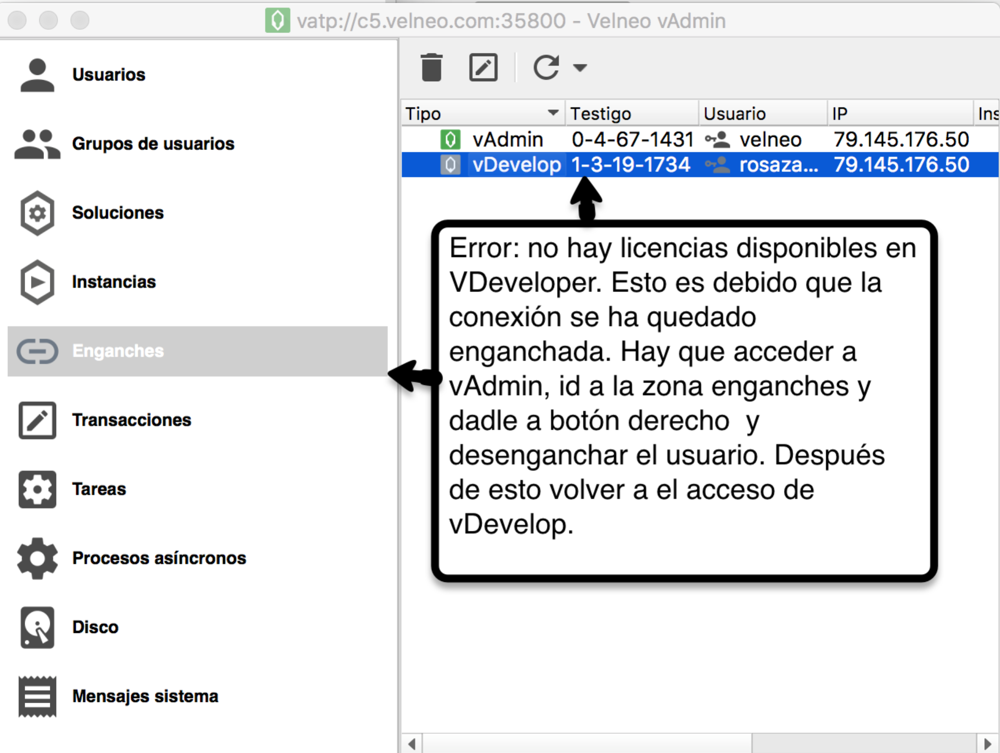 vatp://c5.velneo.com:35800 - Velneo vAdmin
Usuarios
Grupos de usuarios
Soluciones
Instancias
Enganches
Transacciones
Tareas
Procesos asíncronos
Disco
Mensajes sistema
Tipo Testigo Usuario IP Ins
vAdmin 0-4-67-1431 velneo 79.145.176.50
vDevelop 1-3-19-1734 rosaza... 79.145.176.50
Error: no hay licencias disponibles en
VDeveloper. Esto es debido que la
conexión se ha quedado
enganchada. Hay que acceder a
vAdmin, id a la zona enganches y
dadle a botón derecho  y
desenganchar el usuario. Después
de esto volver a el acceso de
vDevelop.